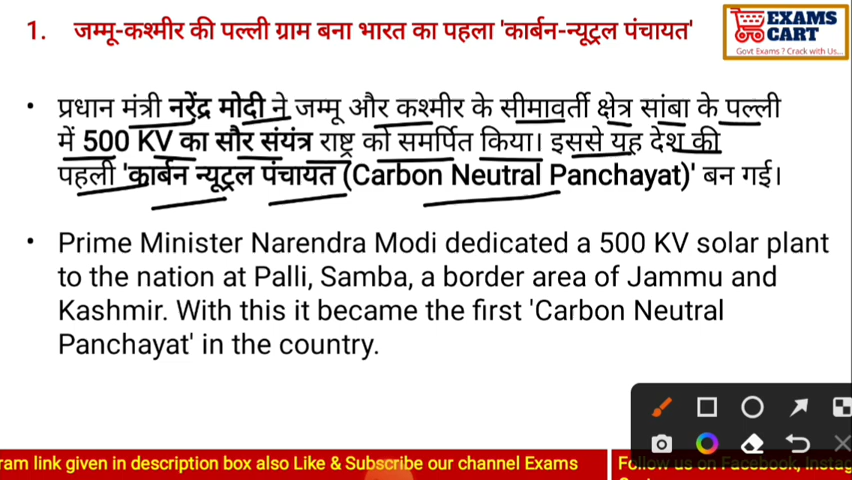 1. जम्मू-कश्मीर की पल्ली ग्राम बना भारत का पहला 'कार्बन-न्यूट्रल पंचायत'
EXAMS
CART
Govt Exams ? Crack with Us...
• प्रधान मंत्री नरेंद्र मोदी ने जम्मू और कश्मीर के सीमावर्ती क्षेत्र सांबा के पल्ली
में 500 KV का सौर संयंत्र राष्ट्र को समर्पित किया। इससे यह देश की
पहली 'कार्बन न्यूट्रल पंचायत (Carbon Neutral Panchayat)' बन गई।
• Prime Minister Narendra Modi dedicated a 500 KV solar plant
to the nation at Palli, Samba, a border area of Jammu and
Kashmir. With this it became the first 'Carbon Neutral
Panchayat' in the country.
ram link given in description box also Like & Subscribe our channel Exams
Follow us on Facebook, Instag